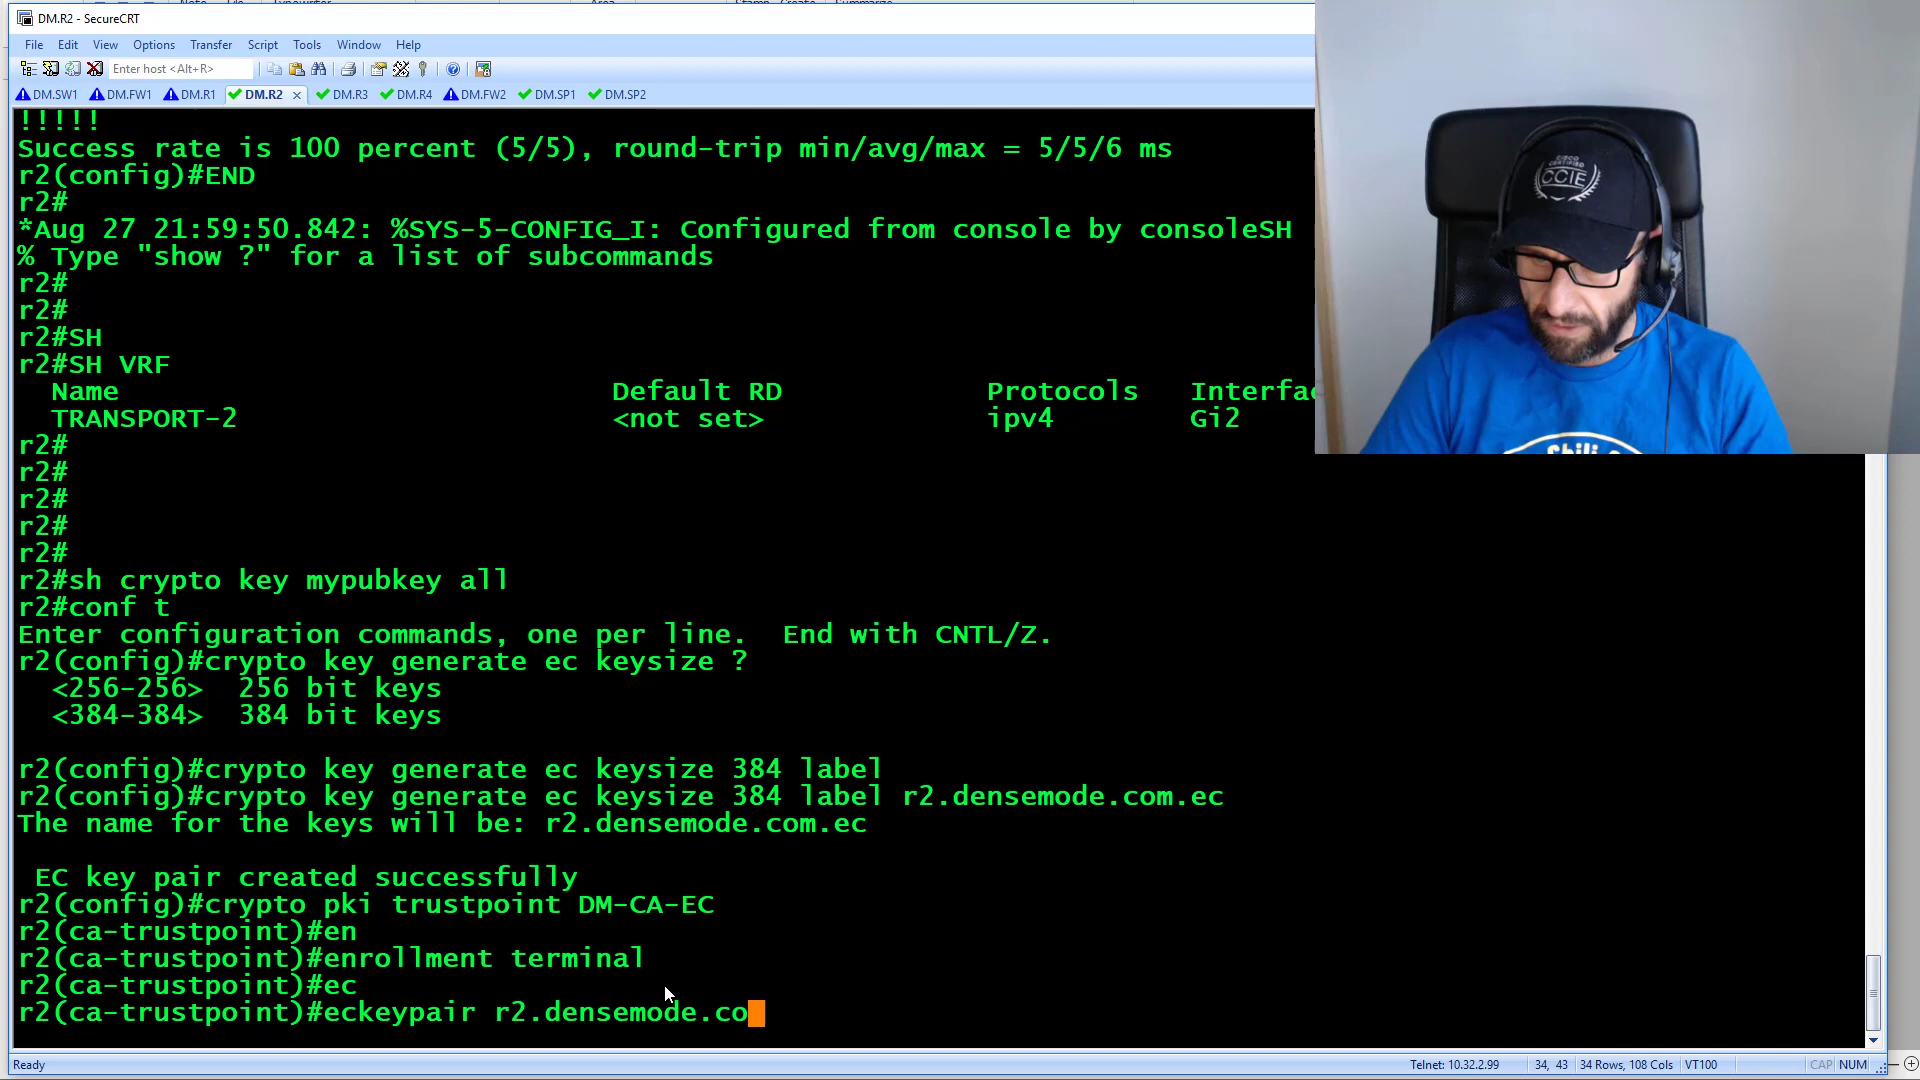 DM.R2 - SecureCRT
File Edit View Options Transfer Script Tools Window Help
Enter host <Alt+R>
DM.SW1 DM.FW1 DM.R1 DM.R2 DM.R3 DM.R4 DM.FW2 DM.SP1 DM.SP2
!!!!!
Success rate is 100 percent (5/5), round-trip min/avg/max = 5/5/6 ms
r2(config)#END
r2#
*Aug 27 21:59:50.842: %SYS-5-CONFIG_I: Configured from console by consoleSH
% Type "show ?" for a list of subcommands
r2#
r2#
r2#SH
r2#SH VRF
Name Default RD Protocols Interfac
TRANSPORT-2 <not set> ipv4 Gi2
r2#
r2#
r2#
r2#
r2#
r2#sh crypto key mypubkey all
r2#conf t
Enter configuration commands, one per line. End with CNTL/Z.
r2(config)#crypto key generate ec keysize ?
<256-256> 256 bit keys
<384-384> 384 bit keys
r2(config)#crypto key generate ec keysize 384 label
r2(config)#crypto key generate ec keysize 384 label r2.densemode.com.ec
The name for the keys will be: r2.densemode.com.ec
EC key pair created successfully
r2(config)#crypto pki trustpoint DM-CA-EC
r2(ca-trustpoint)#en
r2(ca-trustpoint)#enrollment terminal
r2(ca-trustpoint)#ec
r2(ca-trustpoint)#eckeypair r2.densemode.co
Ready Telnet: 10.32.2.99 34, 43 34 Rows, 108 Cols VT100 CAP NUM
CISCO
CERTIFIED
CCIE